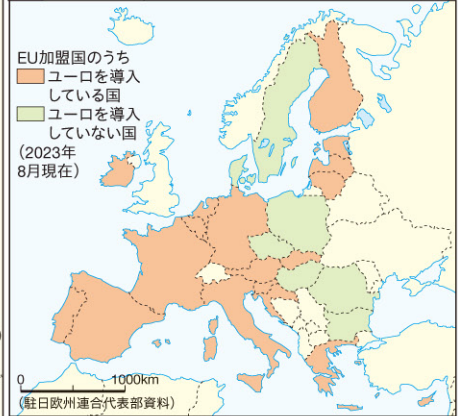 EU加盟国のうち
ユーロを導入
している国
ユーロを導入
していない国
(2023年
8月現在)
0 1000km
(駐日欧州連合代表部資料)